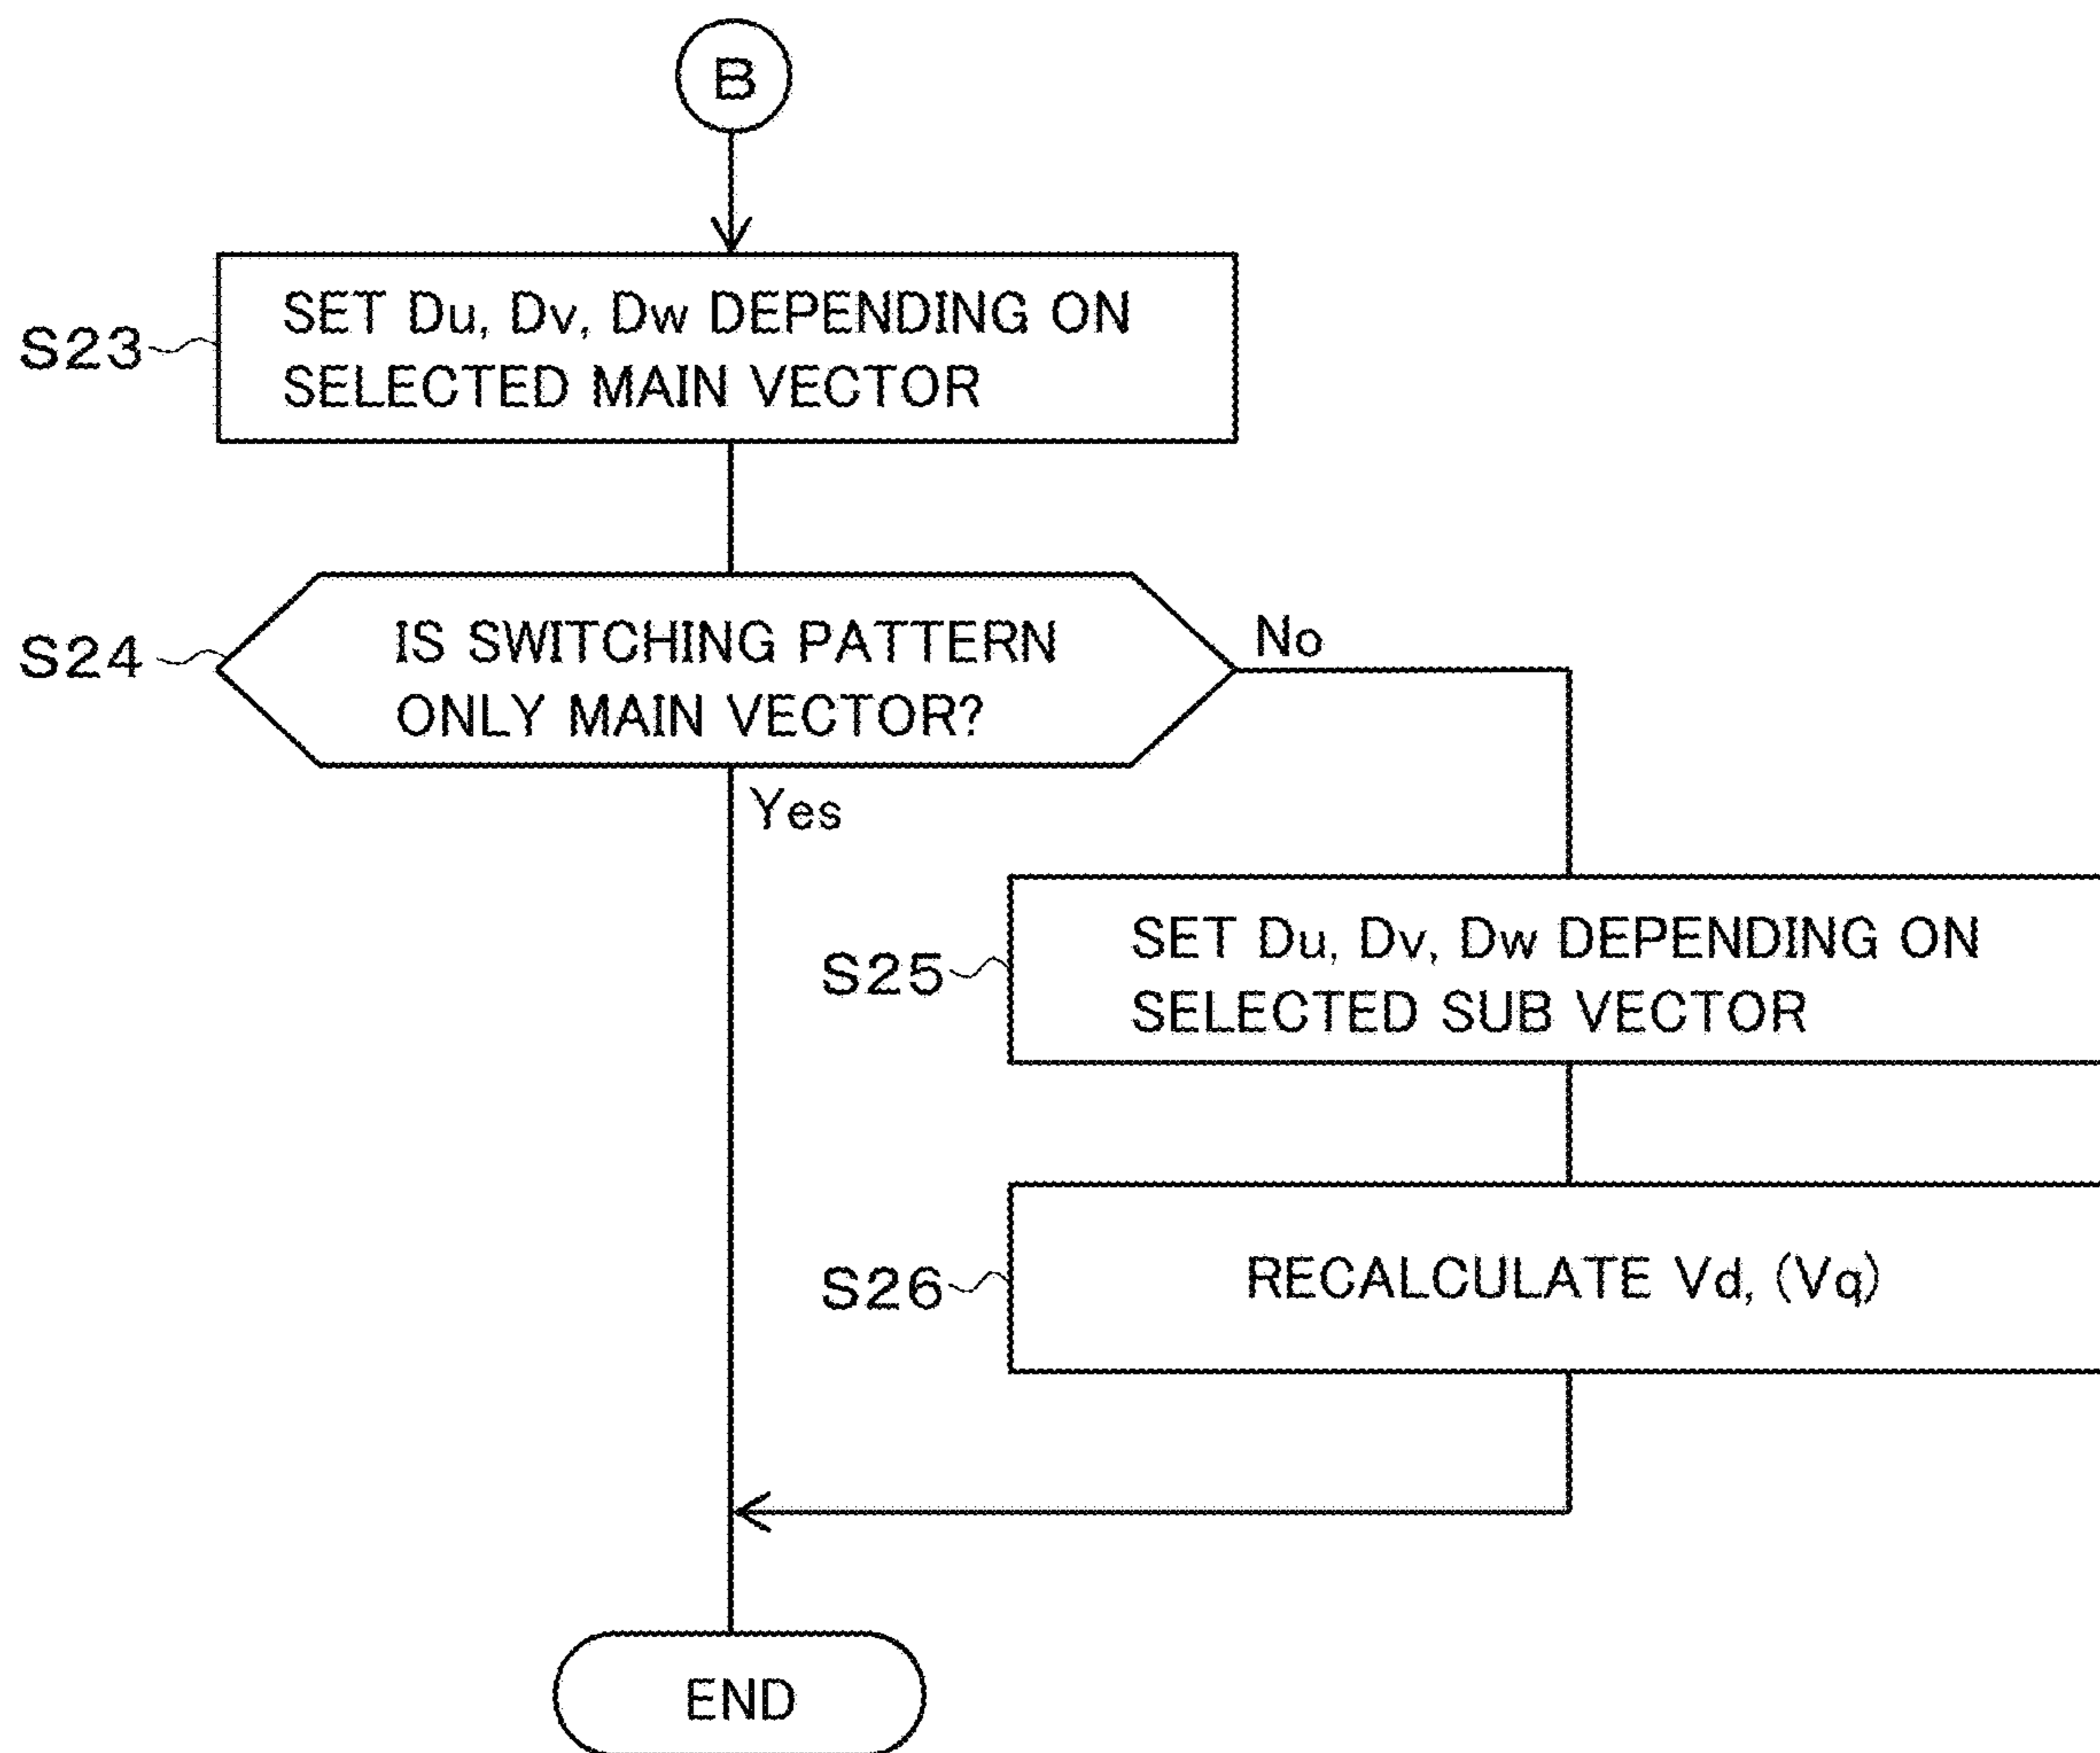 B
S23
SET Du, Dv, Dw DEPENDING ON
SELECTED MAIN VECTOR
S24
IS SWITCHING PATTERN
ONLY MAIN VECTOR?
No
Yes
S25
SET Du, Dv, Dw DEPENDING ON
SELECTED SUB VECTOR
S26
RECALCULATE Vd, (Vq)
END